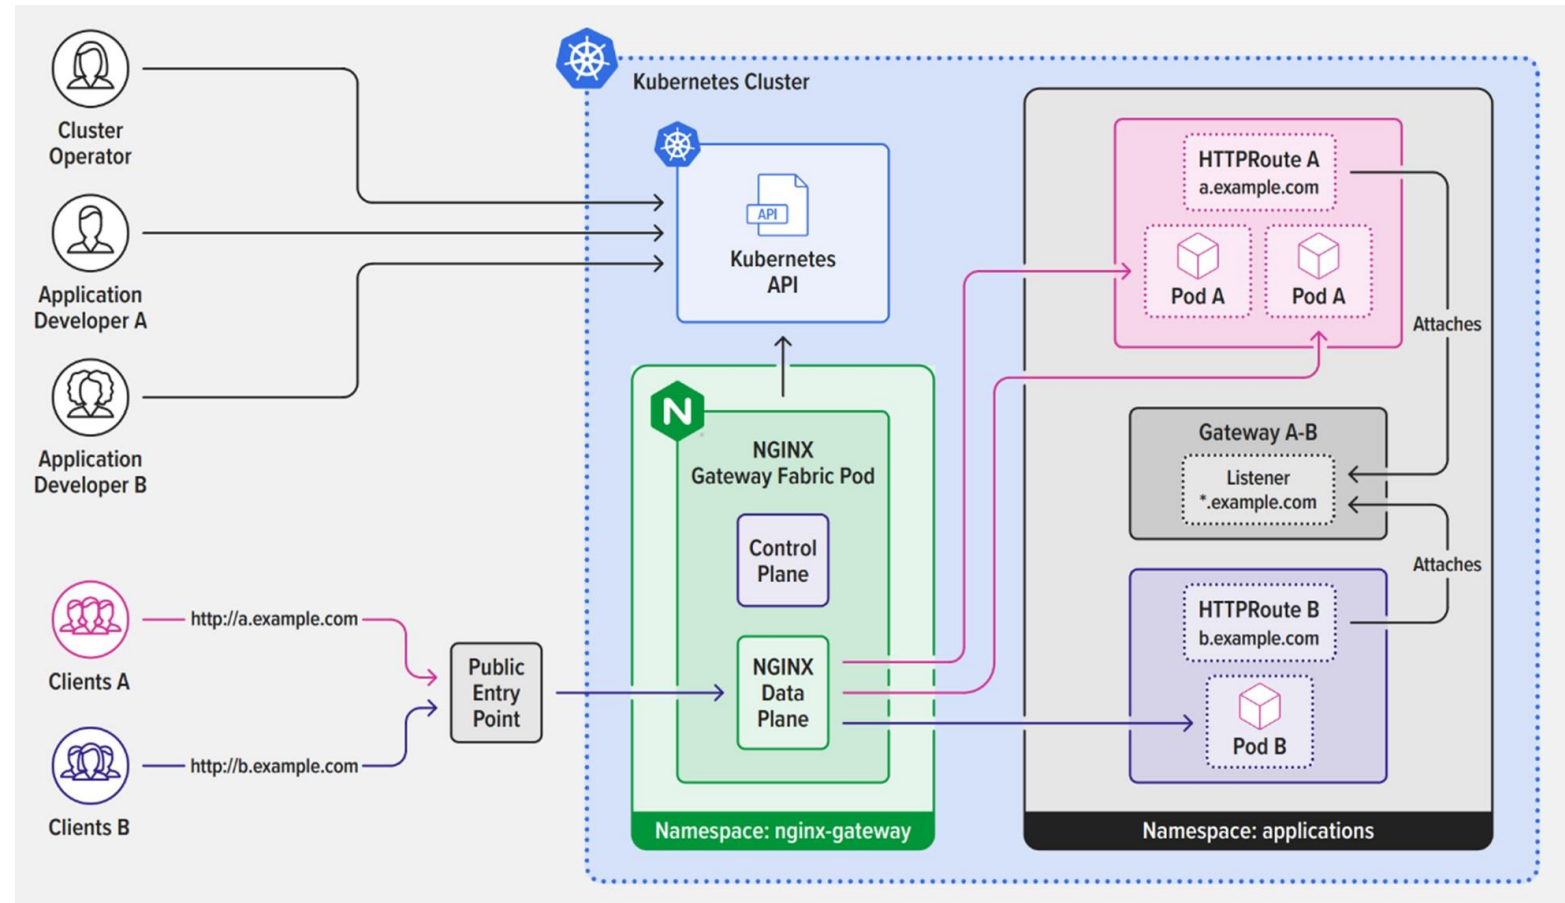 Cluster
Operator
Application
Developer A
Application
Developer B
Clients A
http://a.example.com
Clients B
http://b.example.com
Public
Entry
Point
Kubernetes Cluster
API
Kubernetes
API
N
NGINX
Gateway Fabric Pod
Control
Plane
NGINX
Data
Plane
Namespace: nginx-gateway
HTTPRoute A
a.example.com
Pod A
Pod A
Attaches
Gateway A-B
Listener
*.example.com
Attaches
HTTPRoute B
b.example.com
Pod B
Namespace: applications